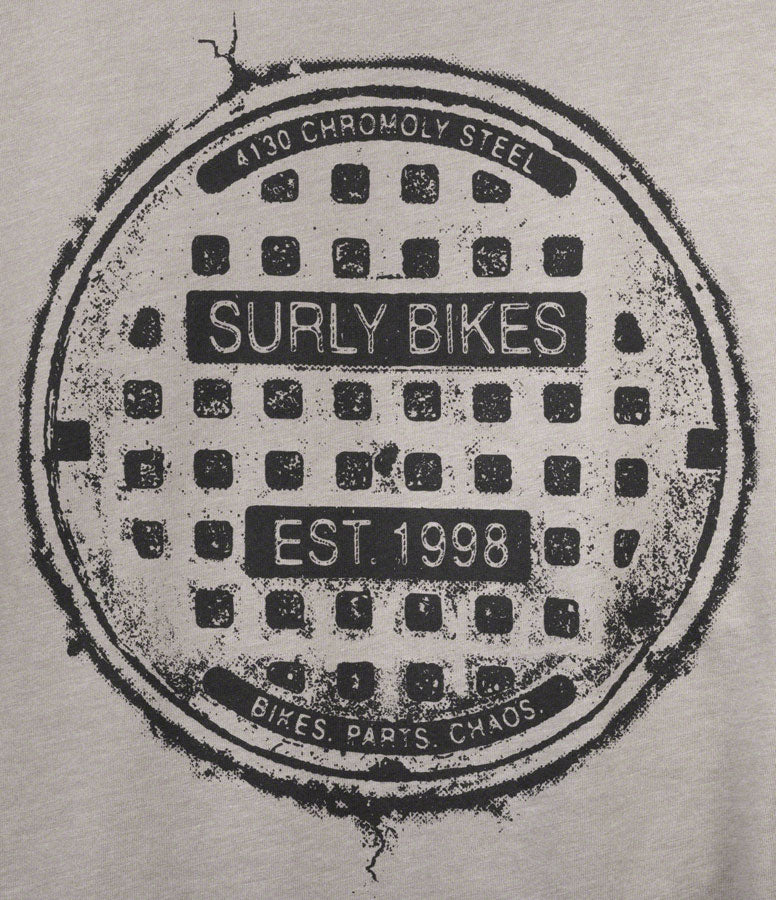 4130 CHROMOLY STEEL
SURLY BIKES
EST. 1998
BIKES. PARTS. CHAOS.